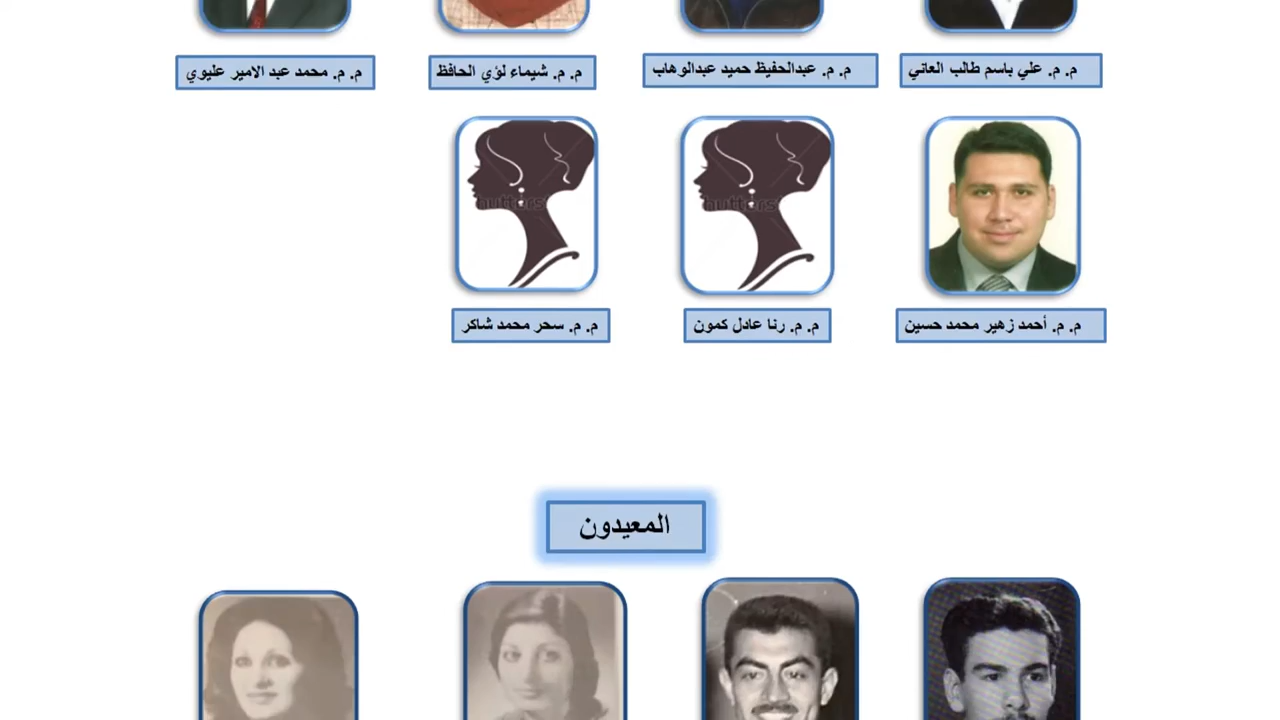 م. م. علي باسم طالب العاني
م. م. عبدالحفيظ حميد عبدالوهاب
م. م. شيماء لؤي الحافظ
م. م. محمد عبد الامير عليوي
م. م. أحمد زهير محمد حسين
م. م. رنا عادل كمون
م. م. سحر محمد شاكر
المعيدون